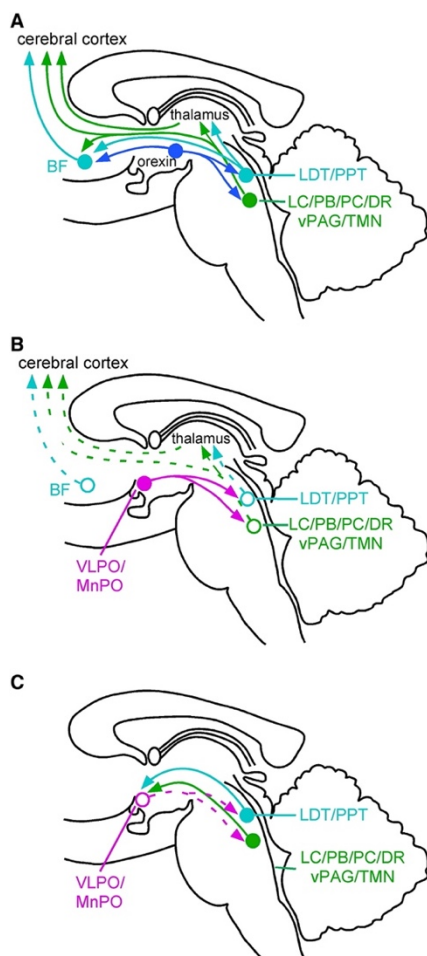 A
cerebral cortex
thalamus
BF
orexin
LDT/PPT
LC/PB/PC/DR
vPAG/TMN
B
cerebral cortex
thalamus
BF
LDT/PPT
LC/PB/PC/DR
vPAG/TMN
VLPO/
MnPO
C
LDT/PPT
LC/PB/PC/DR
vPAG/TMN
VLPO/
MnPO